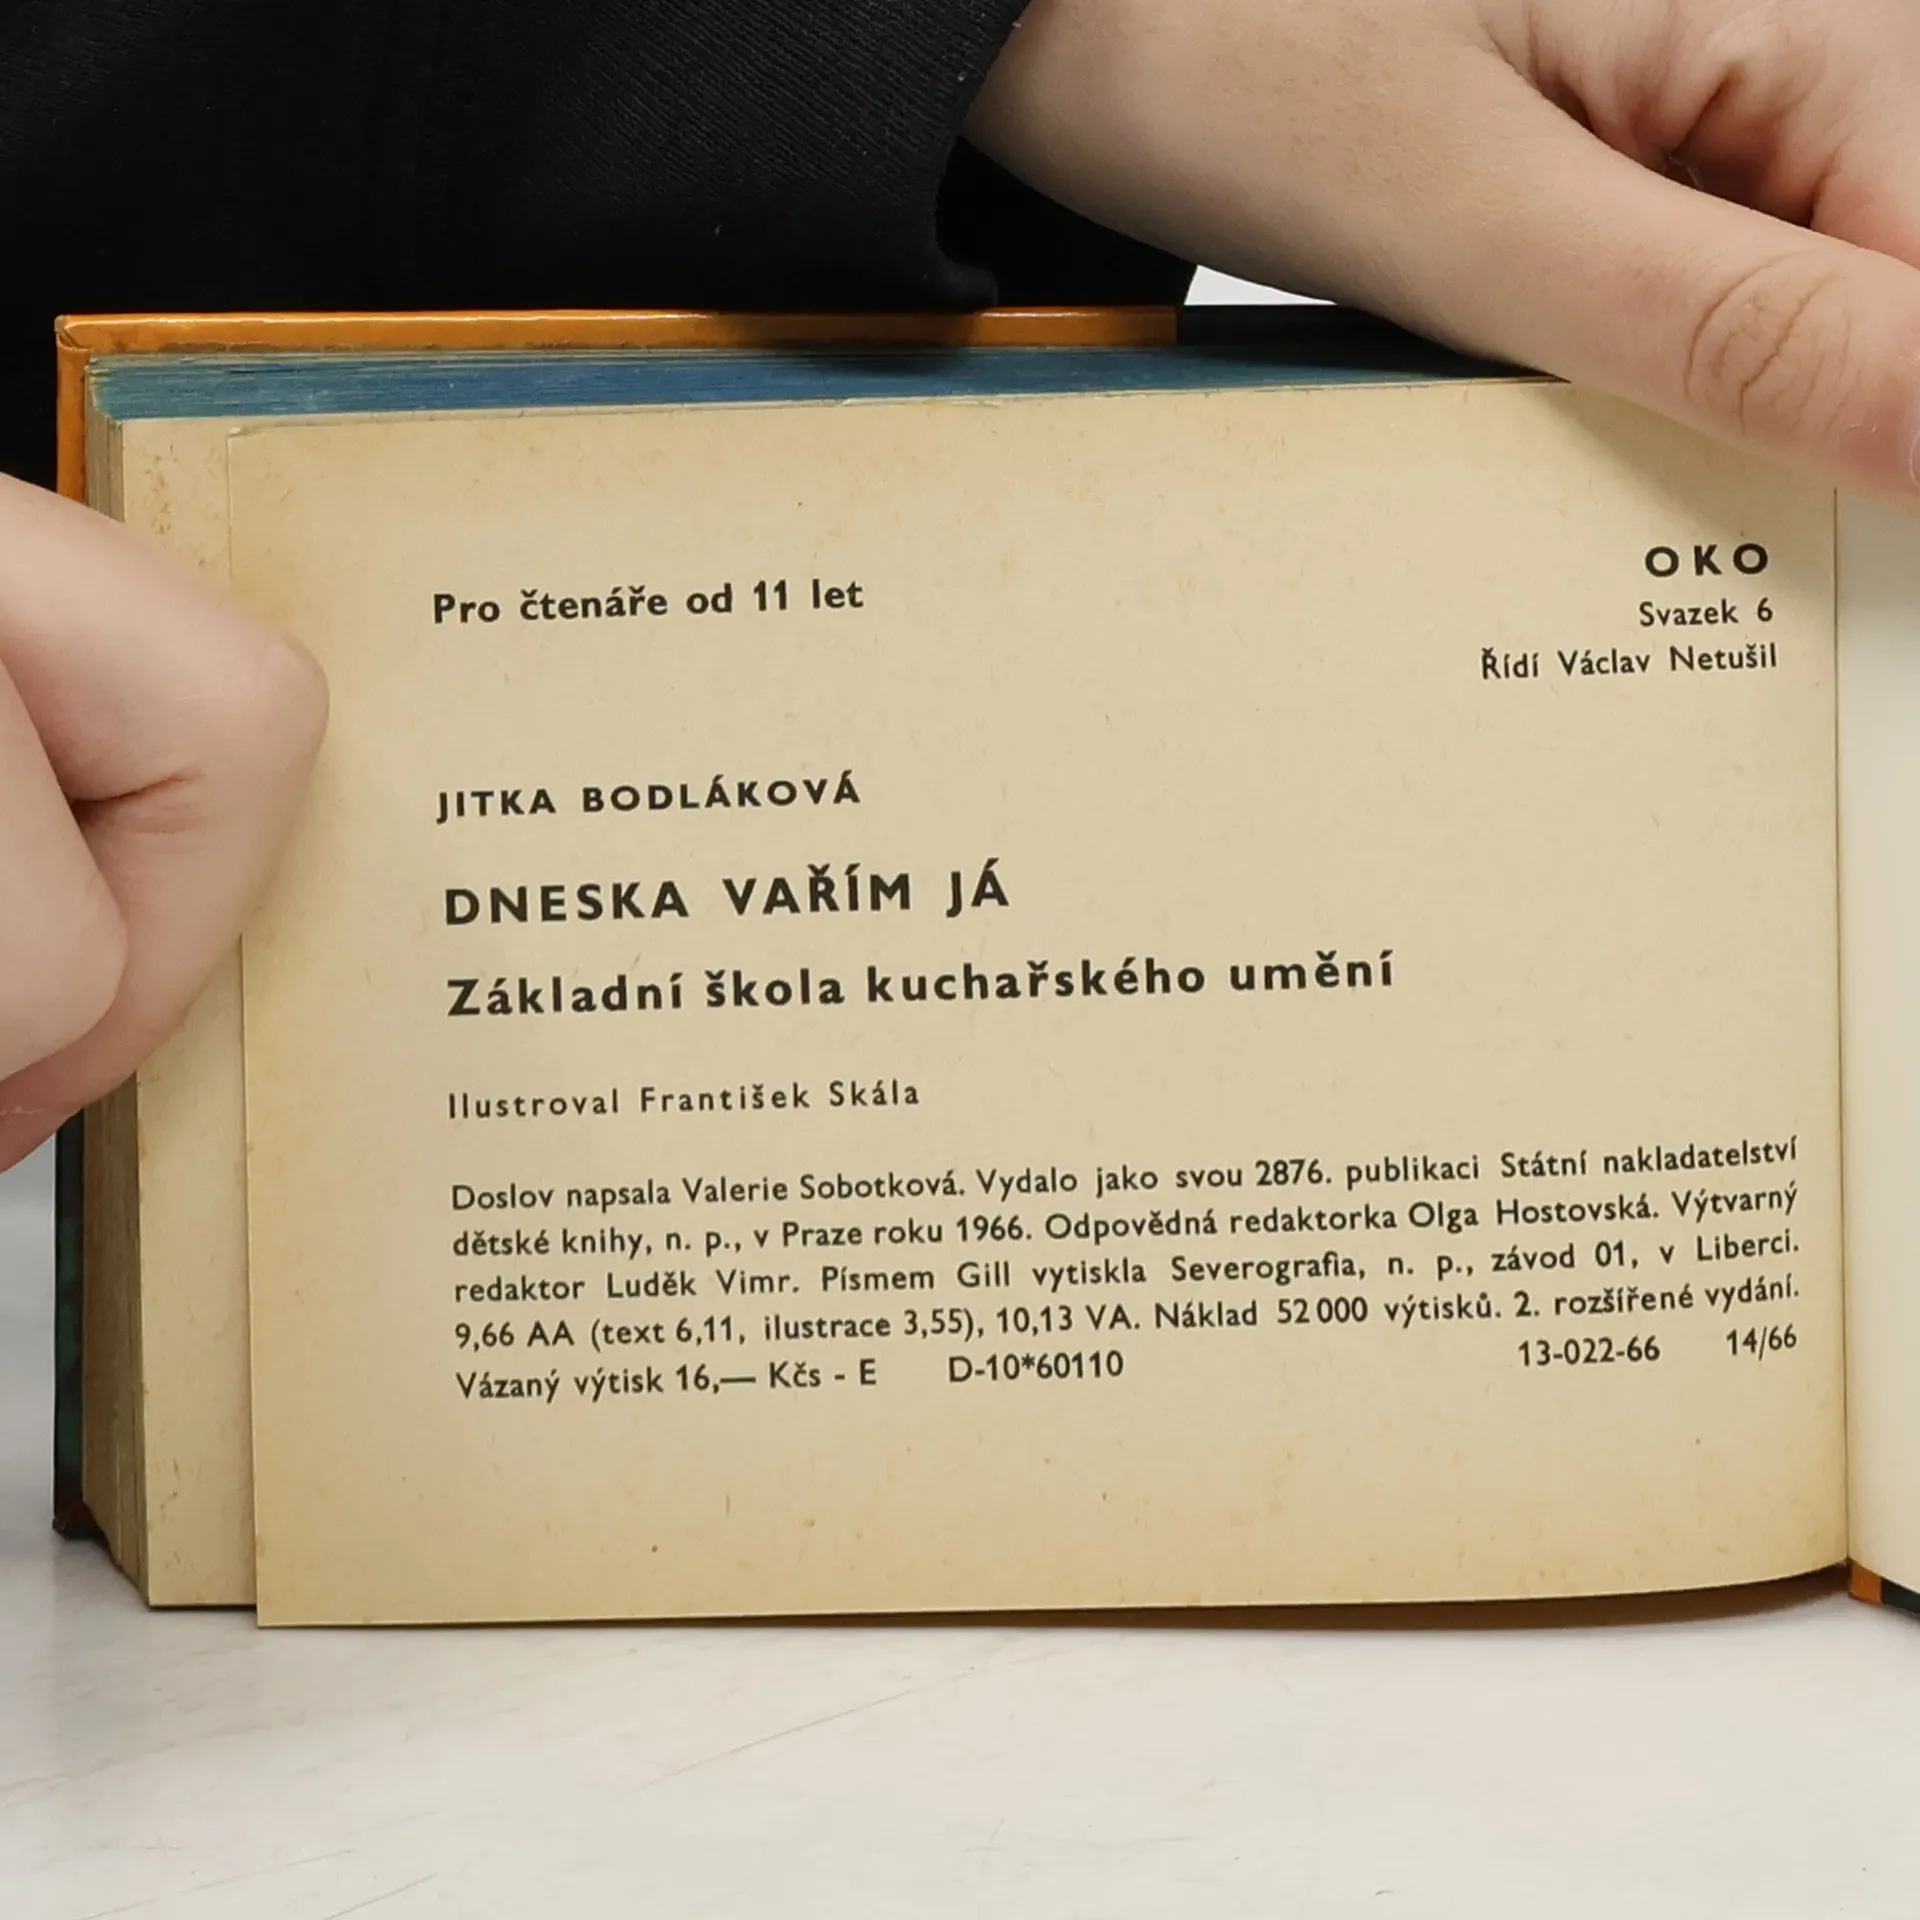 Pro čtenáře od 11 let
OKO
Svazek 6
Řídí Václav Netušil
JITKA BODLÁKOVÁ
DNESKA VAŘÍM JÁ
Základní škola kuchařského umění
Ilustroval František Skála
Doslov napsala Valerie Sobotková. Vydalo jako svou 2876. publikaci Státní nakladatelství
dětské knihy, n. p., v Praze roku 1966. Odpovědná redaktorka Olga Hostovská. Výtvarný
redaktor Luděk Vimr. Písmem Gill vytiskla Severografia, n. p., závod 01, v Liberci.
9,66 AA (text 6,11, ilustrace 3,55), 10,13 VA. Náklad 52 000 výtisků. 2. rozšířené vydání.
Vázaný výtisk 16,— Kčs - E D-10*60110 13-022-66 14/66